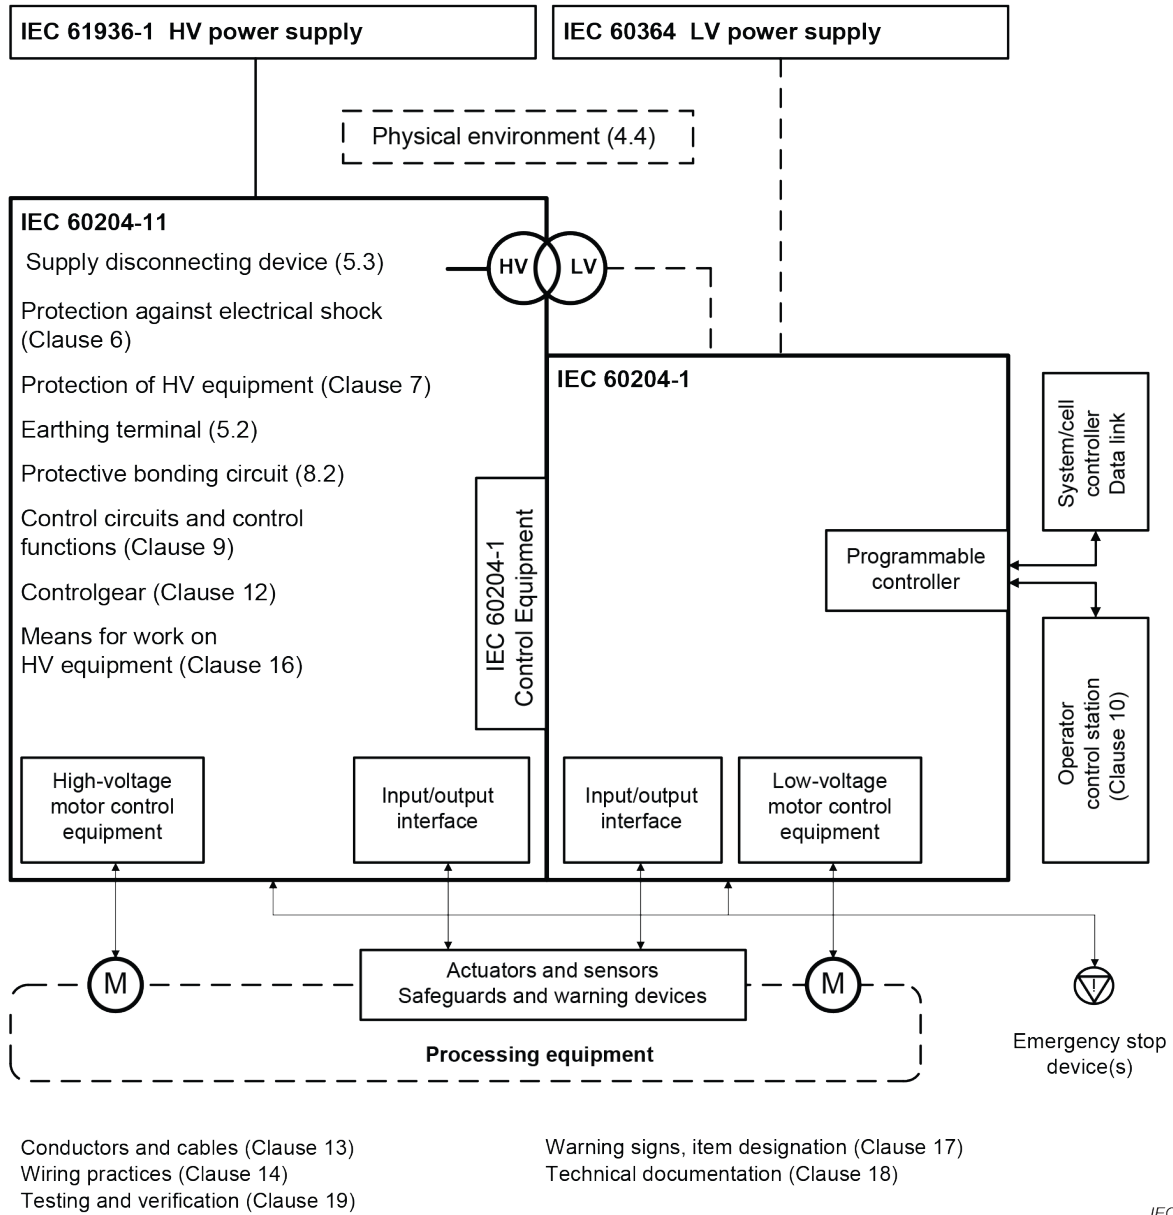 IEC 61936-1 HV power supply
IEC 60364 LV power supply
Physical environment (4.4)
IEC 60204-11
Supply disconnecting device (5.3)
HV
LV
Protection against electrical shock
(Clause 6)
Protection of HV equipment (Clause 7)
Earthing terminal (5.2)
Protective bonding circuit (8.2)
Control circuits and control
functions (Clause 9)
Controlgear (Clause 12)
Means for work on
HV equipment (Clause 16)
IEC 60204-1
Control Equipment
IEC 60204-1
Programmable
controller
System/cell
controller
Data link
Operator
control station
(Clause 10)
High-voltage
motor control
equipment
Input/output
interface
Input/output
interface
Low-voltage
motor control
equipment
M
Actuators and sensors
Safeguards and warning devices
M
!
Processing equipment
Emergency stop
device(s)
Conductors and cables (Clause 13)
Wiring practices (Clause 14)
Testing and verification (Clause 19)
Warning signs, item designation (Clause 17)
Technical documentation (Clause 18)
IEC